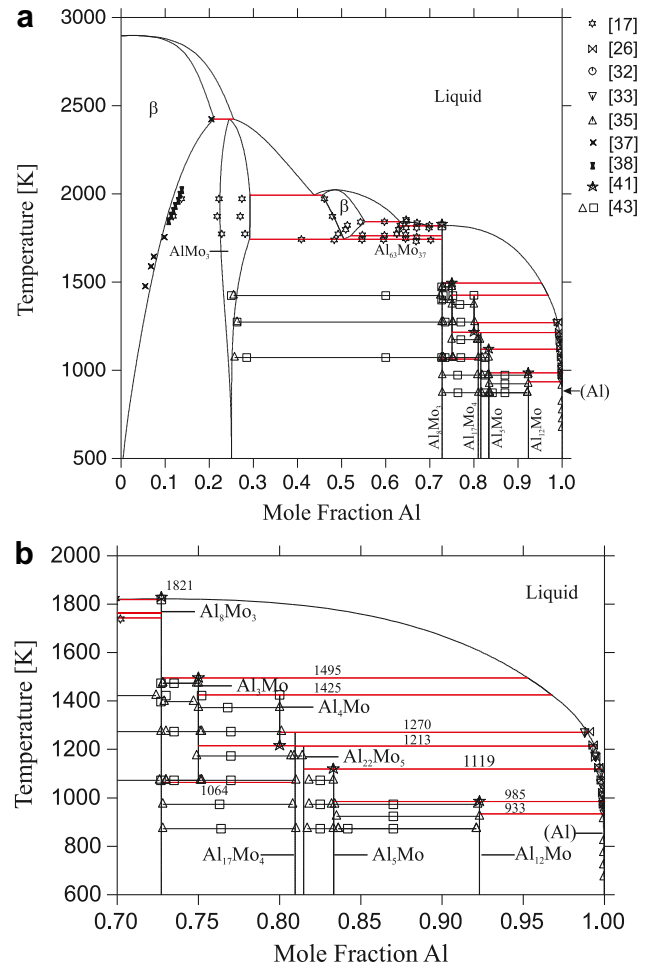 a
3000
2500
2000
1500
1000
500
Temperature [K]
0 0.1 0.2 0.3 0.4 0.5 0.6 0.7 0.8 0.9 1.0
Mole Fraction Al
β
Liquid
β
AlMo₃
Al₆₃Mo₃₇
Al₈Mo₃
Al₁₇Mo₄
Al₅Mo
Al₁₂Mo
(Al)
[17]
[26]
[32]
[33]
[35]
[37]
[38]
[41]
[43]
b
2000
1800
1600
1400
1200
1000
800
600
Temperature [K]
0.70 0.75 0.80 0.85 0.90 0.95 1.00
Mole Fraction Al
1821
Liquid
Al₈Mo₃
1495
Al₃Mo
1425
Al₄Mo
1270
1213
Al₂₂Mo₅
1119
1064
985
933
(Al)
Al₁₇Mo₄
Al₅Mo
Al₁₂Mo